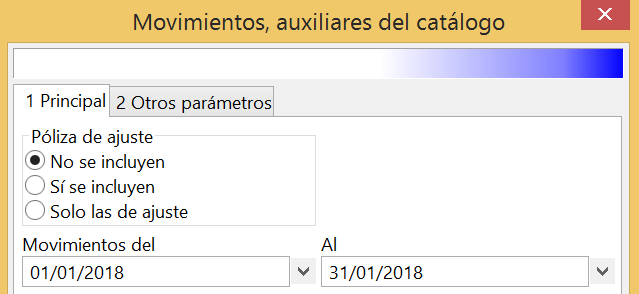 Movimientos, auxiliares del catálogo
1 Principal 2 Otros parámetros
Póliza de ajuste
No se incluyen
Sí se incluyen
Solo las de ajuste
Movimientos del Al
01/01/2018 31/01/2018